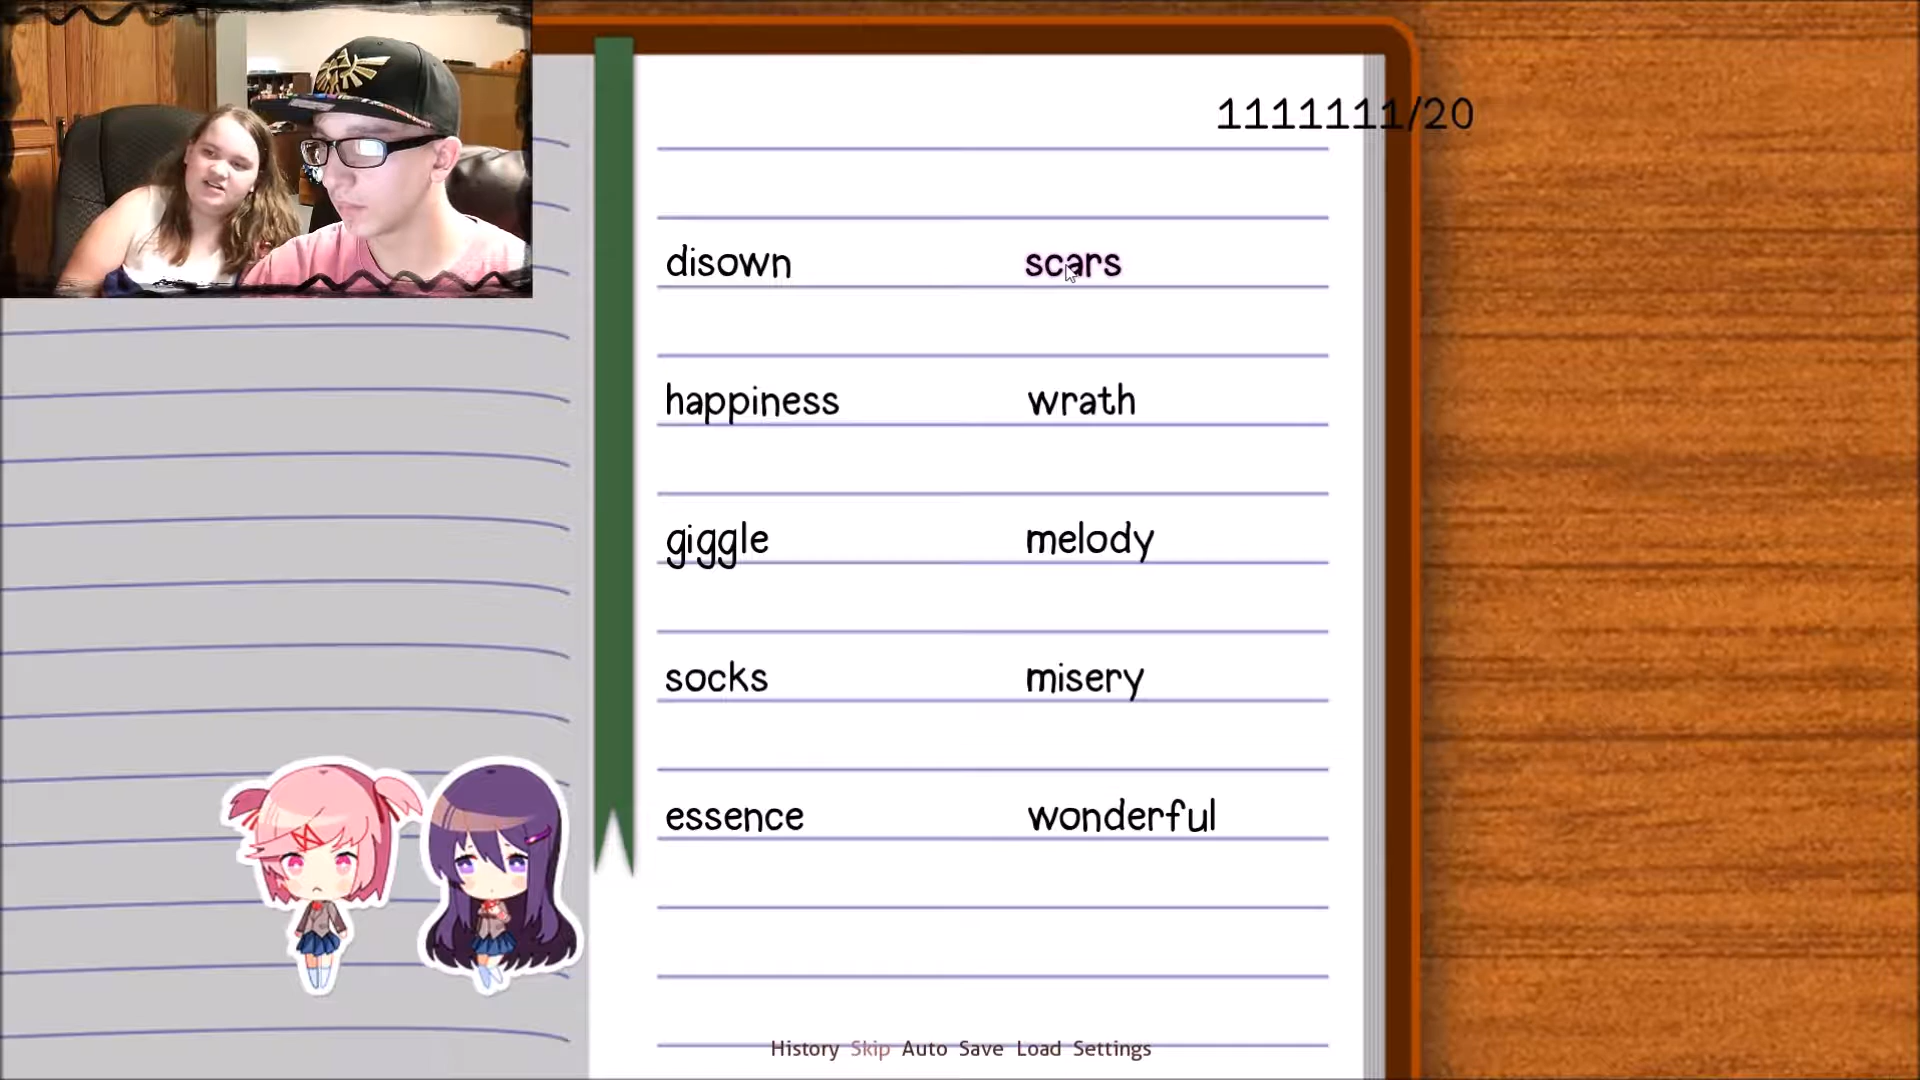 1111111/20
disown scars
happiness wrath
giggle melody
socks misery
essence wonderful
History Skip Auto Save Load Settings